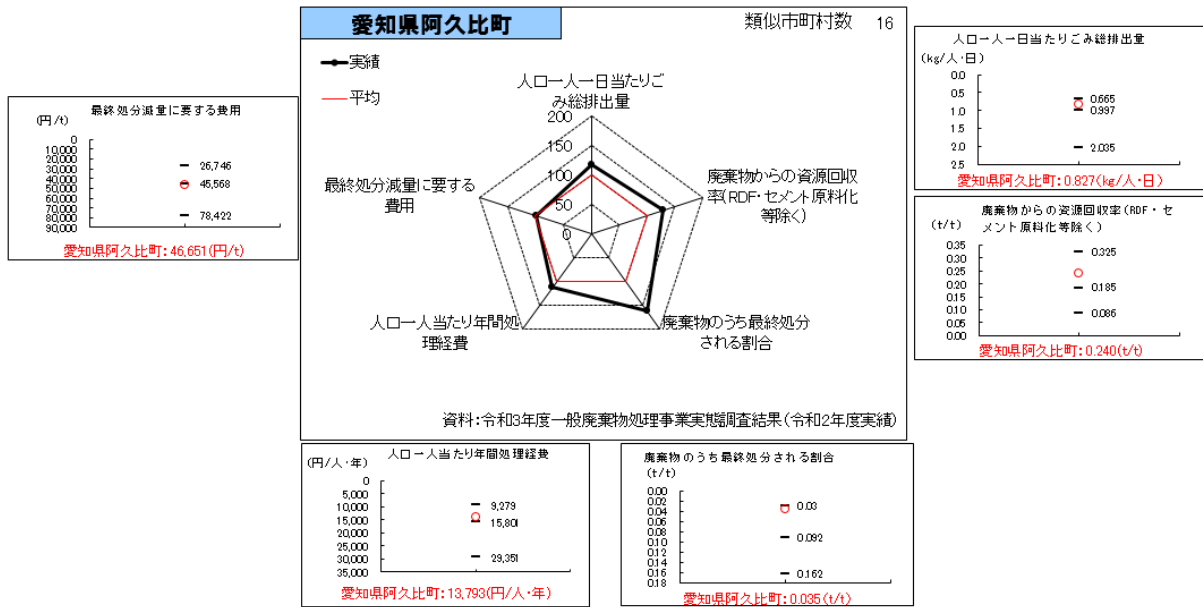 愛知県阿久比町
類似市町村数 16
実績
平均
人口一人一日当たりご
み総排出量
200
150
100
50
0
廃棄物からの資源回収
率(RDF・セメント原料化
等除く)
廃棄物のうち最終処分
される割合
人口一人当たり年間処
理経費
最終処分減量に要する
費用
資料:令和3年度一般廃棄物処理事業実態調査結果(令和2年度実績)
最終処分減量に要する費用
(円/t)
0
10,000
20,000
30,000
40,000
50,000
60,000
70,000
80,000
90,000
26,746
45,568
78,422
愛知県阿久比町:46,651(円/t)
人口一人一日当たりごみ総排出量
(kg/人・日)
0.0
0.5
1.0
1.5
2.0
2.5
0.665
0.997
2.035
愛知県阿久比町:0.827(kg/人・日)
(t/t)
廃棄物からの資源回収率(RDF・セ
メント原料化等除く)
0.35
0.30
0.25
0.20
0.15
0.10
0.05
0.00
0.325
0.185
0.086
愛知県阿久比町:0.240(t/t)
人口一人当たり年間処理経費
(円/人・年)
0
5,000
10,000
15,000
20,000
25,000
30,000
35,000
9,279
15,801
29,351
愛知県阿久比町:13,793(円/人・年)
廃棄物のうち最終処分される割合
(t/t)
0.00
0.02
0.04
0.06
0.08
0.10
0.12
0.14
0.16
0.18
0.03
0.092
0.162
愛知県阿久比町:0.035(t/t)